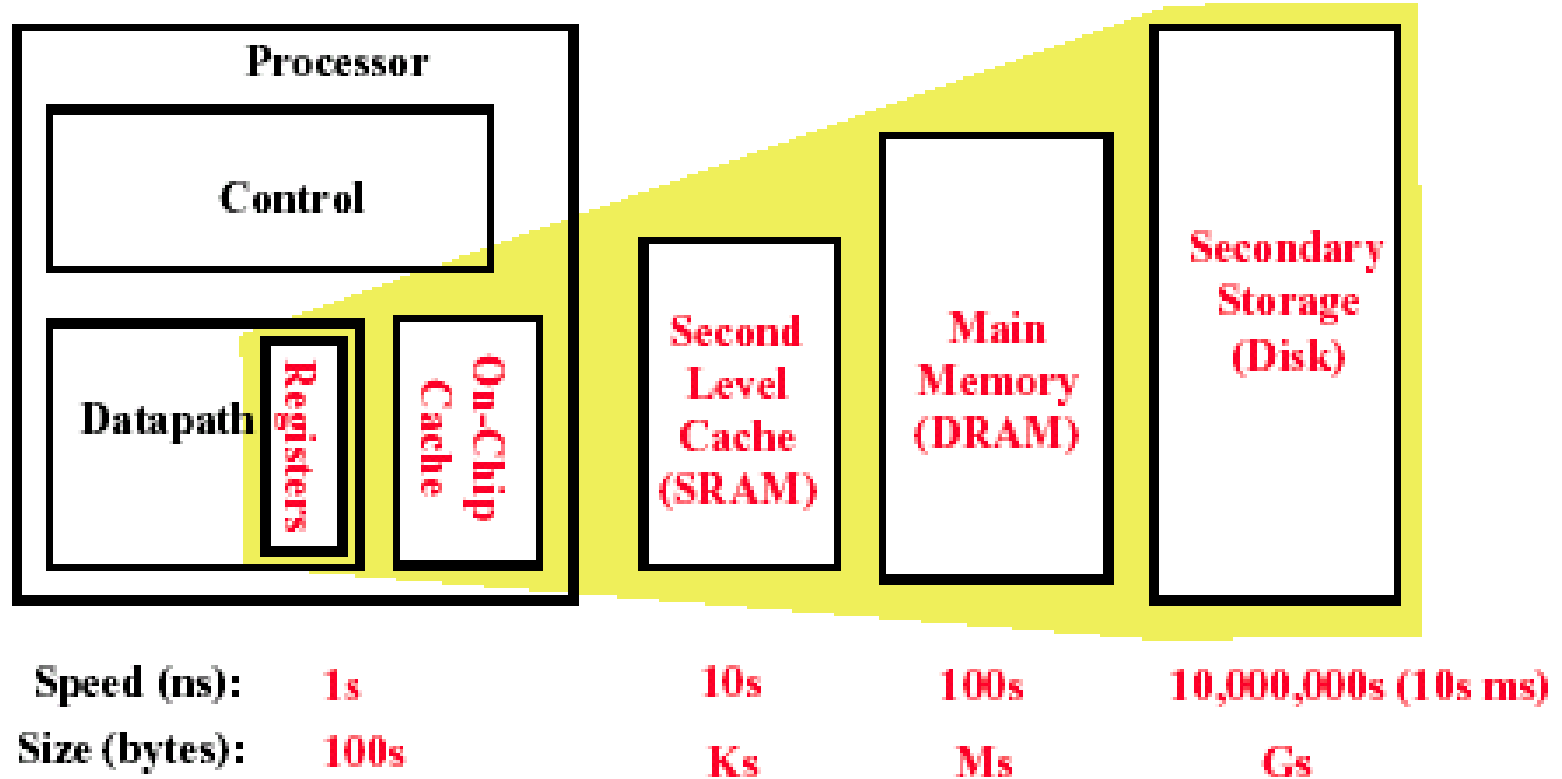 Processor
Control
Datapath
Registers
On-Chip
Cache
Second
Level
Cache
(SRAM)
Main
Memory
(DRAM)
Secondary
Storage
(Disk)
Speed (ns): 1s 10s 100s 10,000,000s (10s ms)
Size (bytes): 100s Ks Ms Gs